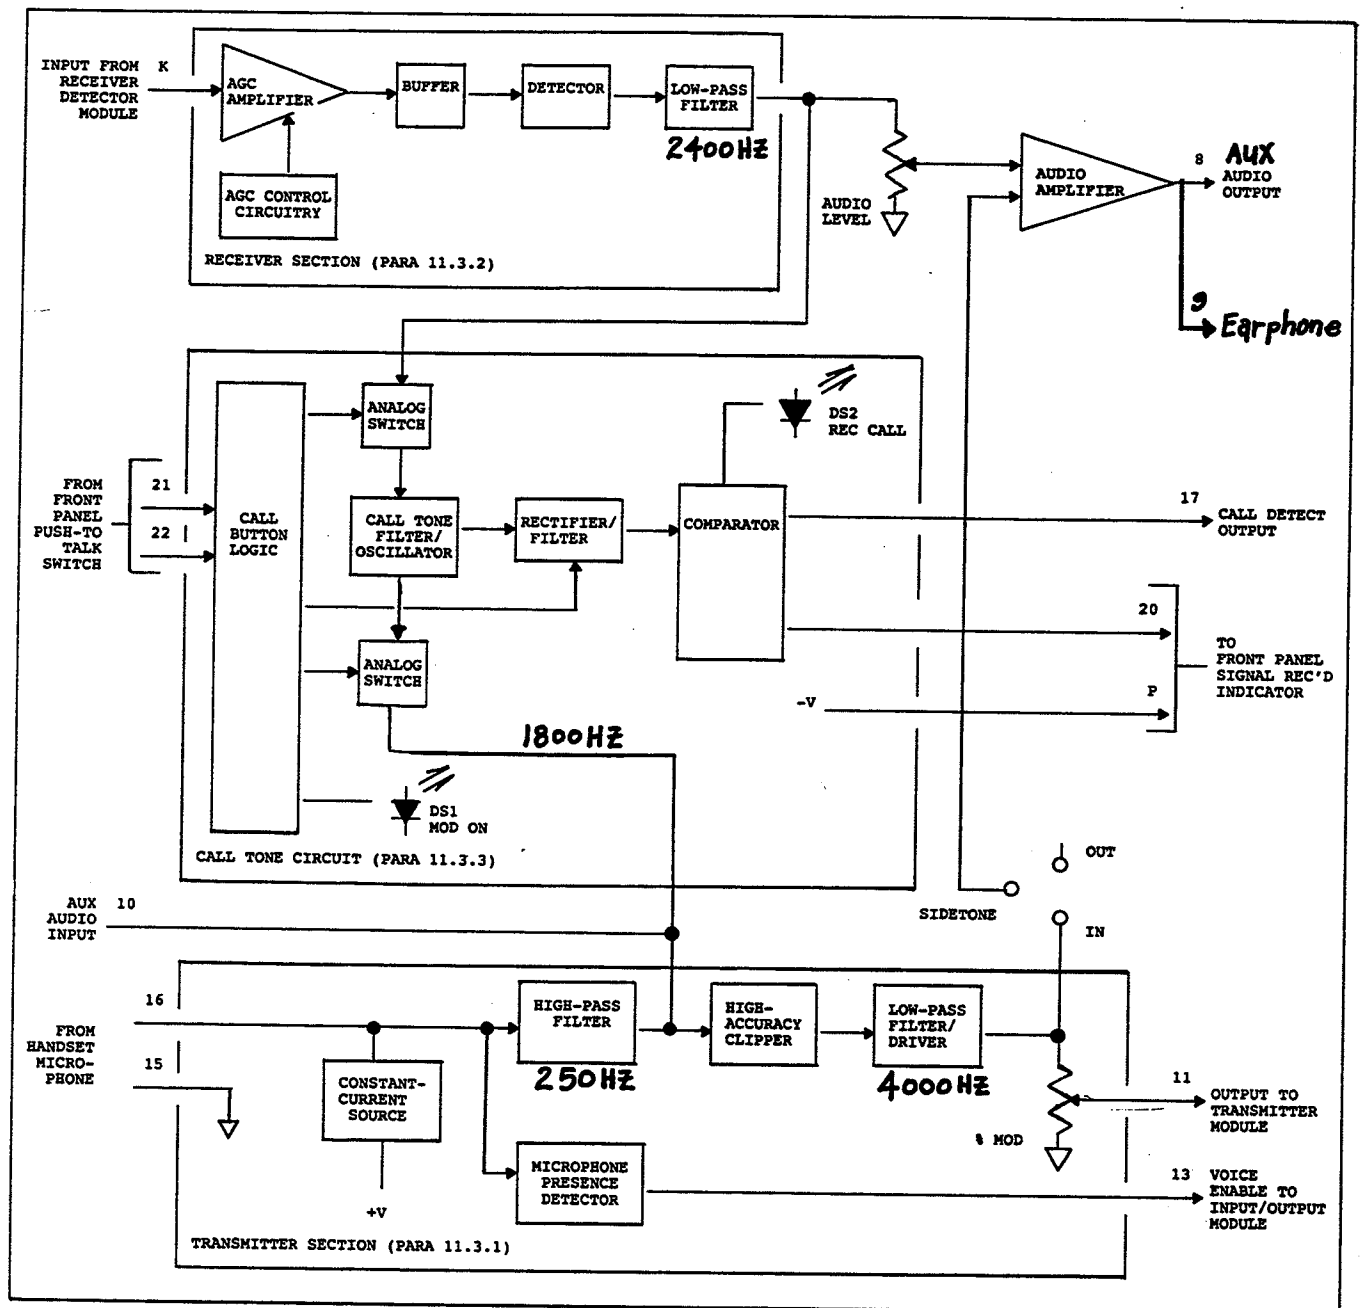 INPUT FROM K
RECEIVER
DETECTOR
MODULE
AGC
AMPLIFIER
BUFFER
DETECTOR
LOW-PASS
FILTER
2400HZ
AGC CONTROL
CIRCUITRY
RECEIVER SECTION (PARA 11.3.2)
AUDIO
LEVEL
AUDIO
AMPLIFIER
8 AUX
AUDIO
OUTPUT
9
Earphone
FROM
FRONT
PANEL
PUSH-TO
TALK
SWITCH
21
22
CALL
BUTTON
LOGIC
ANALOG
SWITCH
CALL TONE
FILTER/
OSCILLATOR
RECTIFIER/
FILTER
COMPARATOR
DS2
REC CALL
17
CALL DETECT
OUTPUT
20
TO
FRONT PANEL
SIGNAL REC'D
INDICATOR
P
-V
ANALOG
SWITCH
1800HZ
DS1
MOD ON
CALL TONE CIRCUIT (PARA 11.3.3)
OUT
SIDETONE
IN
AUX 10
AUDIO
INPUT
16
FROM
HANDSET
MICRO-
PHONE
15
HIGH-PASS
FILTER
250HZ
HIGH-
ACCURACY
CLIPPER
LOW-PASS
FILTER/
DRIVER
4000HZ
CONSTANT-
CURRENT
SOURCE
+V
MICROPHONE
PRESENCE
DETECTOR
% MOD
11
OUTPUT TO
TRANSMITTER
MODULE
13 VOICE
ENABLE TO
INPUT/OUTPUT
MODULE
TRANSMITTER SECTION (PARA 11.3.1)